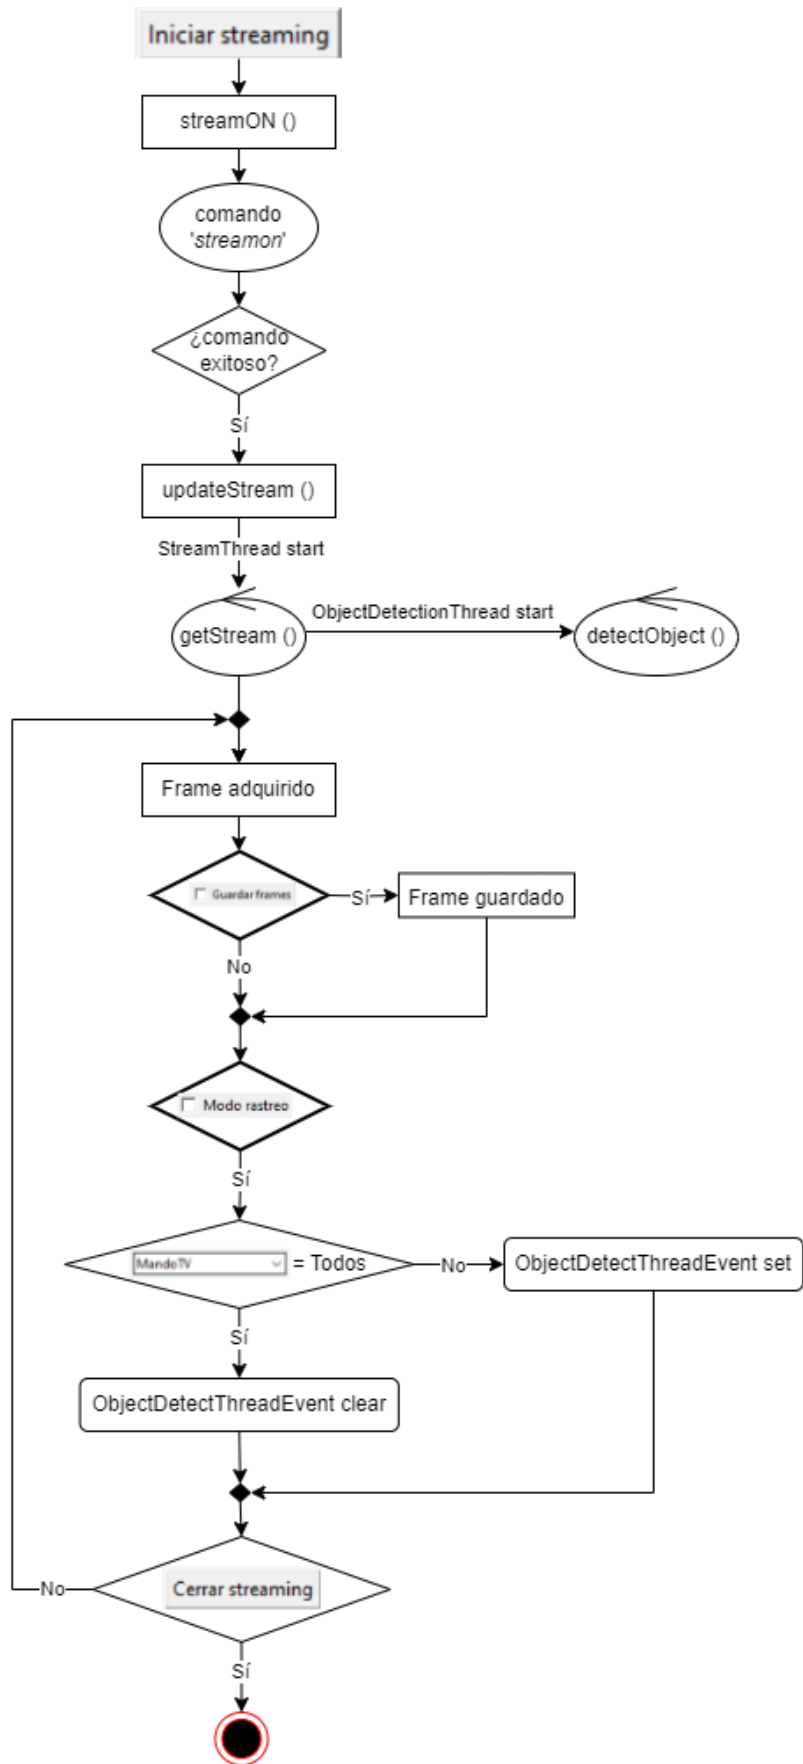 Iniciar streaming
streamON ()
comando
'streamon'
¿comando
exitoso?
Sí
updateStream ()
StreamThread start
getStream ()
ObjectDetectionThread start
detectObject ()
Frame adquirido
Guardar frames
Sí
Frame guardado
No
Modo rastreo
Sí
MandoTV = Todos
No
ObjectDetectThreadEvent set
Sí
ObjectDetectThreadEvent clear
Cerrar streaming
No
Sí